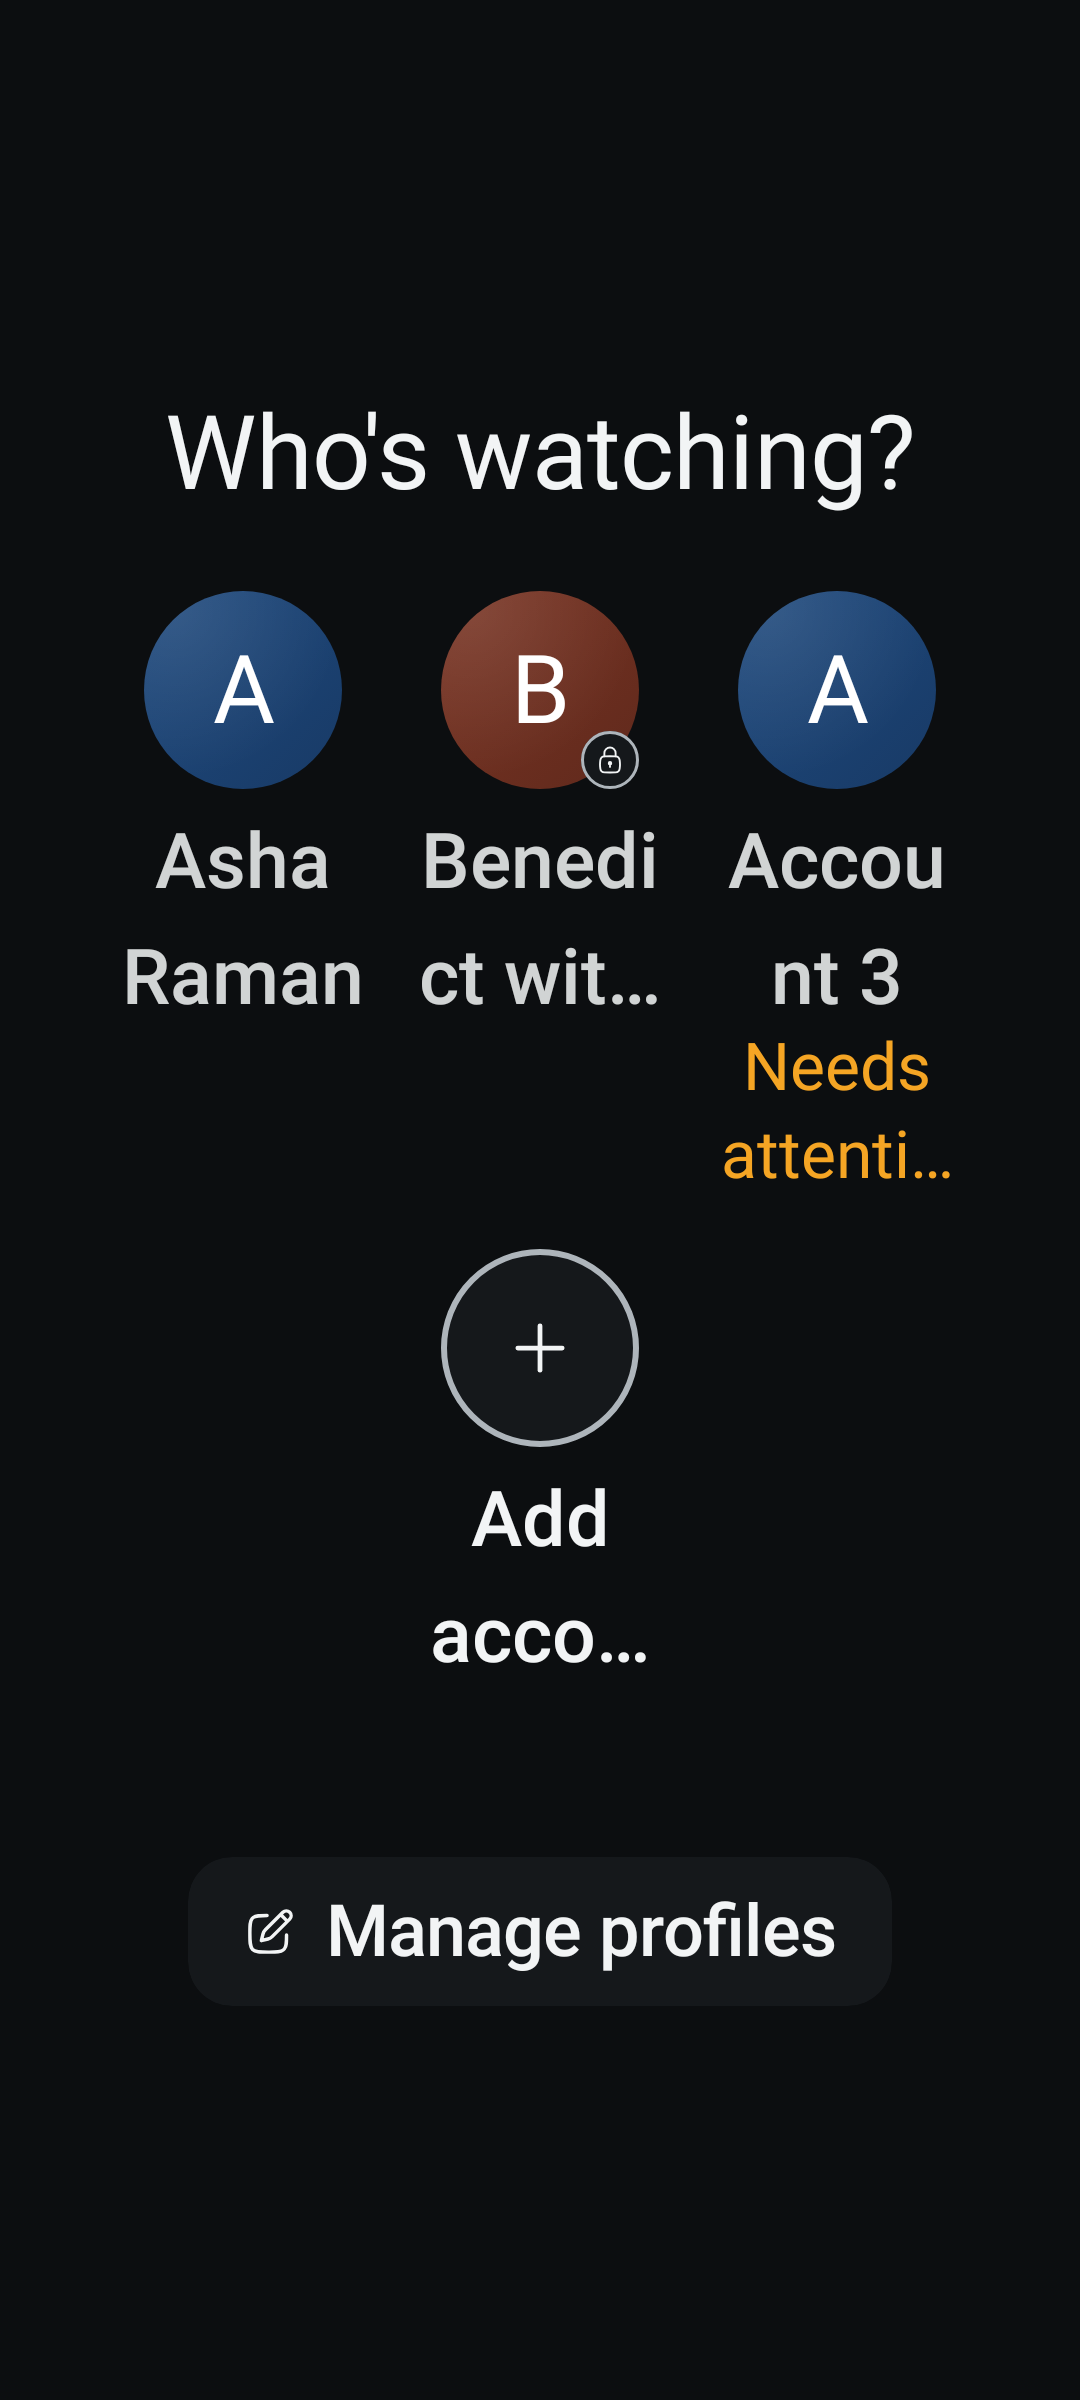 Who's watching?
A
B
A
Asha
Raman
Benedi
ct wit…
Accou
nt 3
Needs
attenti…
Add
acco…
Manage profiles